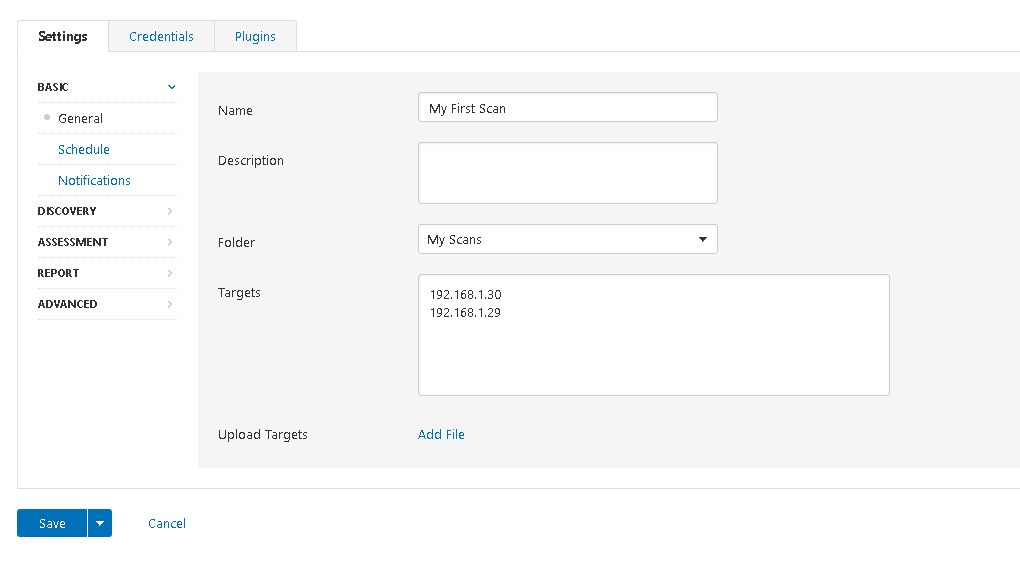 Settings
Credentials
Plugins
BASIC
General
Schedule
Notifications
DISCOVERY
ASSESSMENT
REPORT
ADVANCED
Name
My First Scan
Description
Folder
My Scans
Targets
192.168.1.30
192.168.1.29
Upload Targets
Add File
Save
Cancel